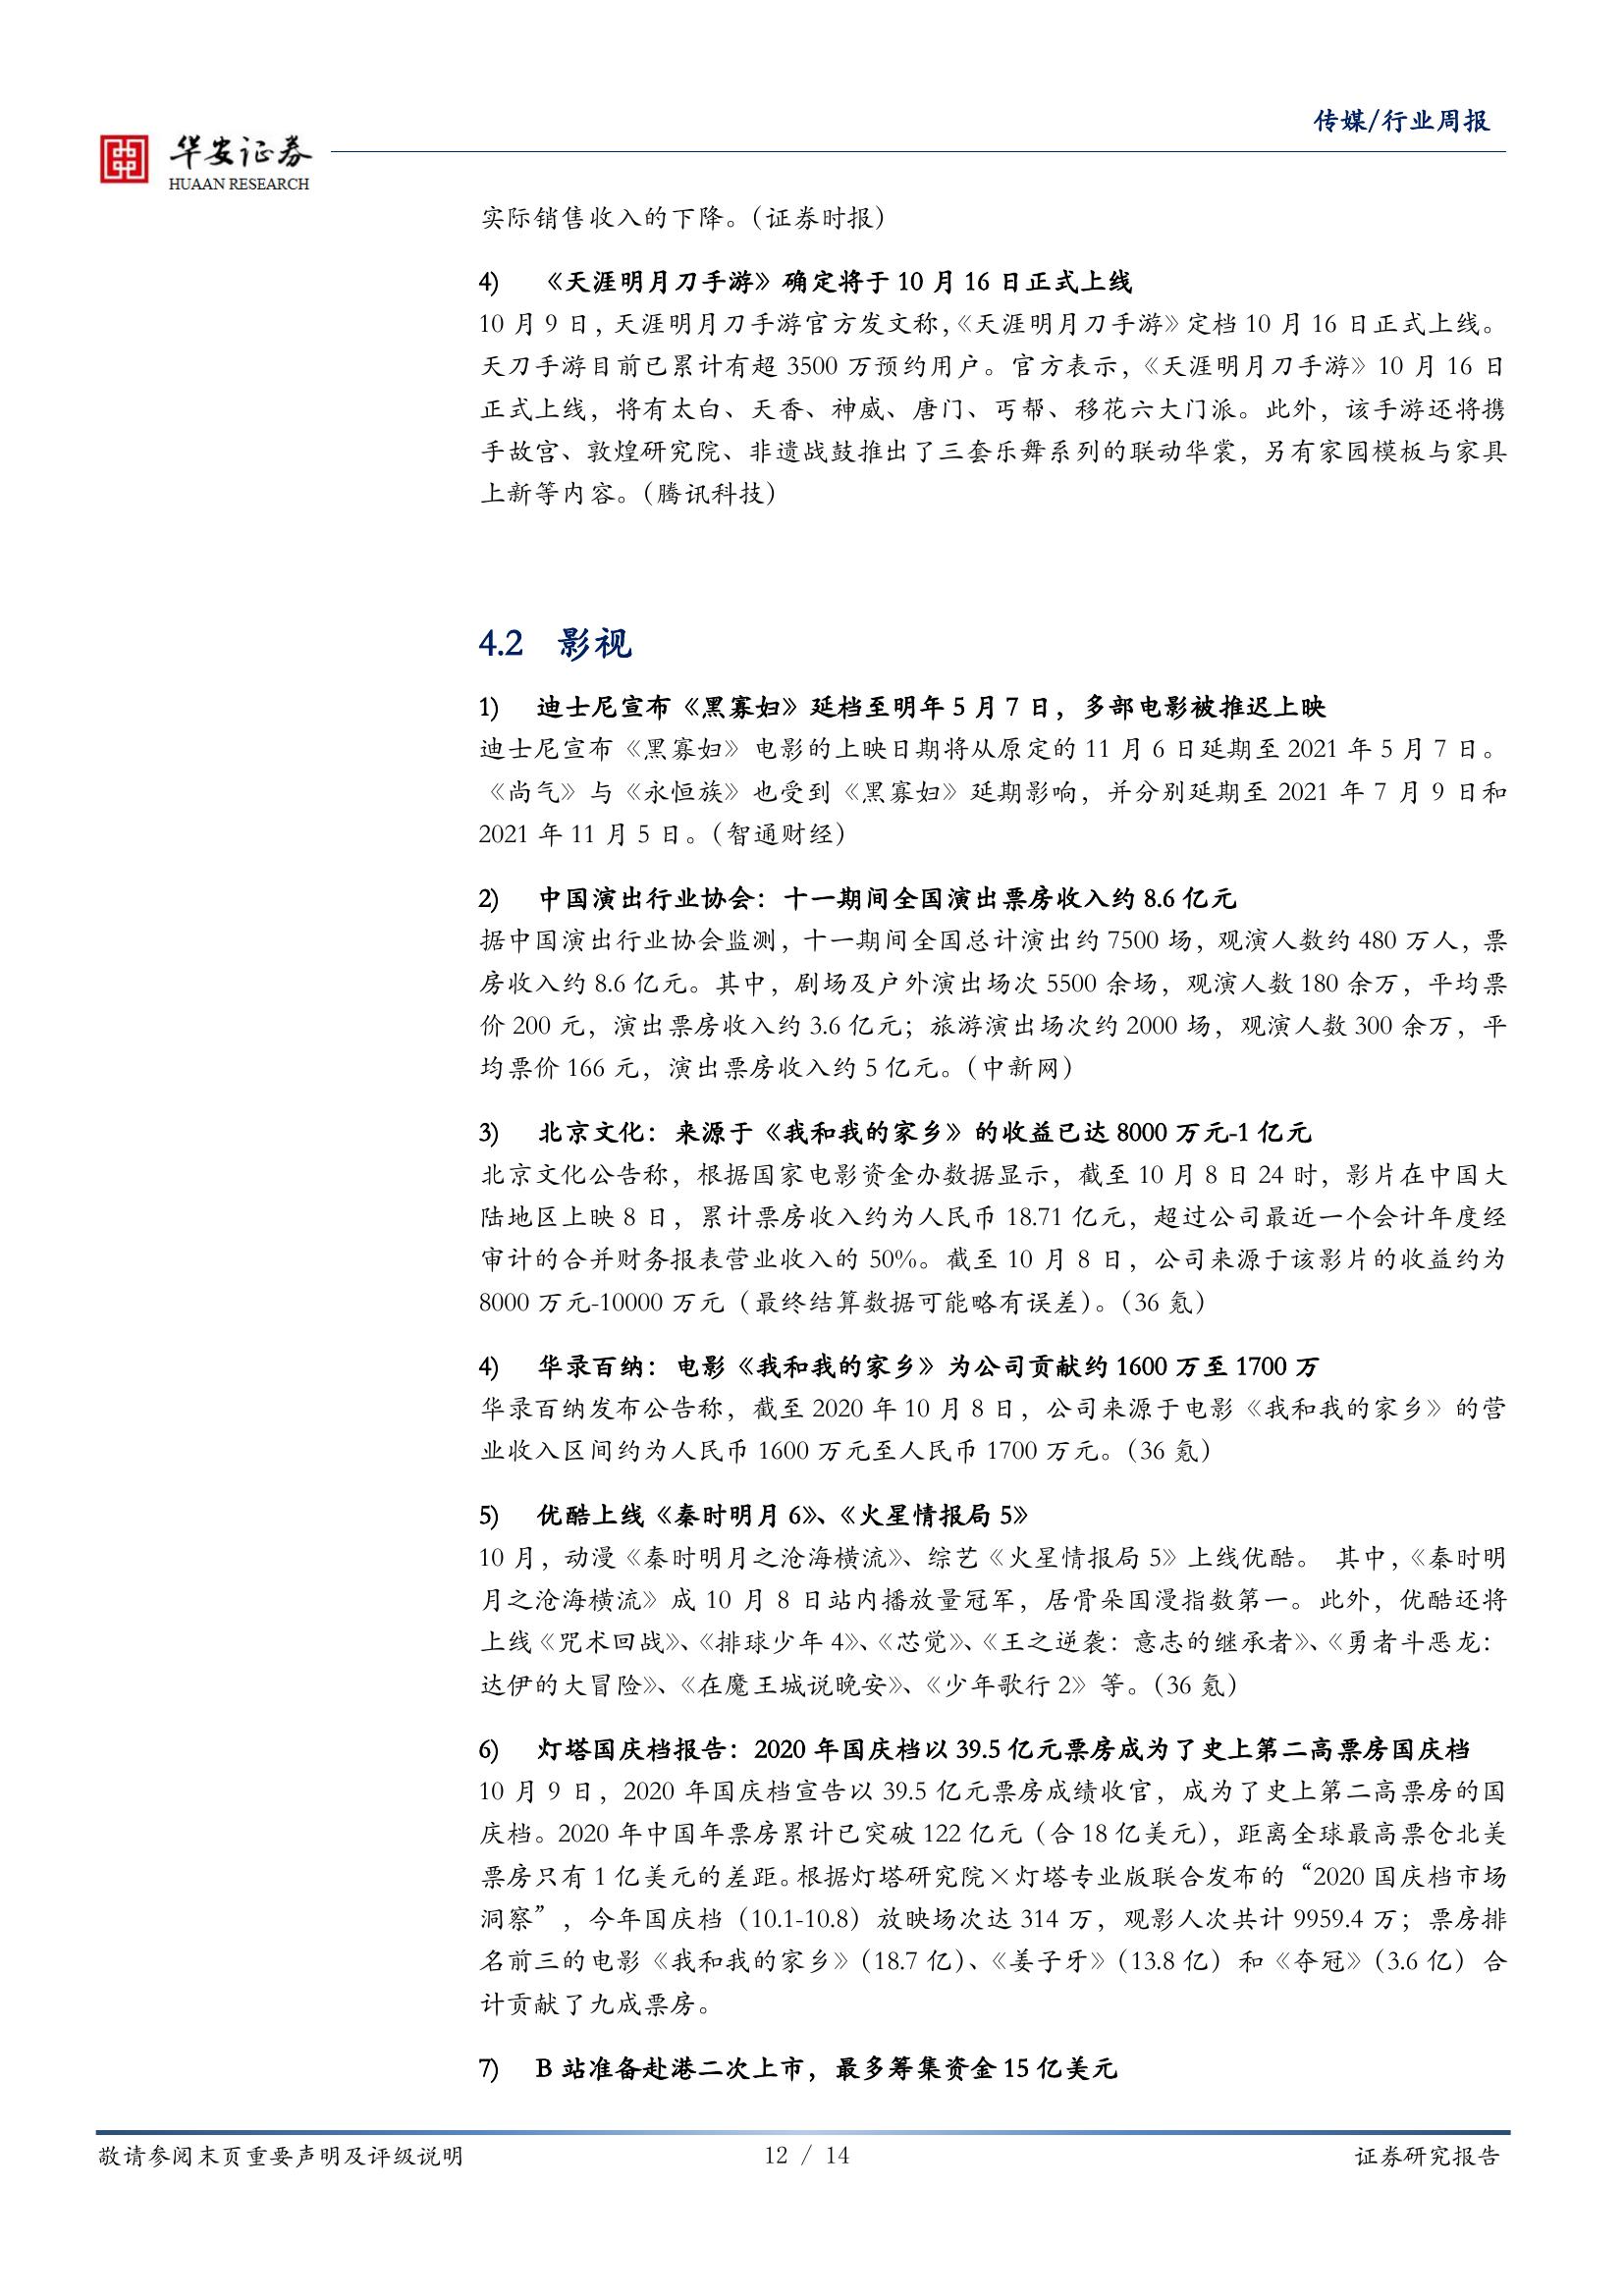 传媒/行业周报
华安证券
HUAAN RESEARCH
实际销售收入的下降。（证券时报）
4) 《天涯明月刀手游》确定将于 10 月 16 日正式上线
10 月 9 日，天涯明月刀手游官方发文称，《天涯明月刀手游》定档 10 月 16 日正式上线。
天刀手游目前已累计有超 3500 万预约用户。官方表示，《天涯明月刀手游》10 月 16 日
正式上线，将有太白、天香、神威、唐门、丐帮、移花六大门派。此外，该手游还将携
手故宫、敦煌研究院、非遗战鼓推出了三套乐舞系列的联动华裳，另有家园模板与家具
上新等内容。（腾讯科技）
4.2 影视
1) 迪士尼宣布《黑寡妇》延档至明年 5 月 7 日，多部电影被推迟上映
迪士尼宣布《黑寡妇》电影的上映日期将从原定的 11 月 6 日延期至 2021 年 5 月 7 日。
《尚气》与《永恒族》也受到《黑寡妇》延期影响，并分别延期至 2021 年 7 月 9 日和
2021 年 11 月 5 日。（智通财经）
2) 中国演出行业协会：十一期间全国演出票房收入约 8.6 亿元
据中国演出行业协会监测，十一期间全国总计演出约 7500 场，观演人数约 480 万人，票
房收入约 8.6 亿元。其中，剧场及户外演出场次 5500 余场，观演人数 180 余万，平均票
价 200 元，演出票房收入约 3.6 亿元；旅游演出场次约 2000 场，观演人数 300 余万，平
均票价 166 元，演出票房收入约 5 亿元。（中新网）
3) 北京文化：来源于《我和我的家乡》的收益已达 8000 万元-1 亿元
北京文化公告称，根据国家电影资金办数据显示，截至 10 月 8 日 24 时，影片在中国大
陆地区上映 8 日，累计票房收入约为人民币 18.71 亿元，超过公司最近一个会计年度经
审计的合并财务报表营业收入的 50%。截至 10 月 8 日，公司来源于该影片的收益约为
8000 万元-10000 万元（最终结算数据可能略有误差）。（36 氪）
4) 华录百纳：电影《我和我的家乡》为公司贡献约 1600 万至 1700 万
华录百纳发布公告称，截至 2020 年 10 月 8 日，公司来源于电影《我和我的家乡》的营
业收入区间约为人民币 1600 万元至人民币 1700 万元。（36 氪）
5) 优酷上线《秦时明月 6》、《火星情报局 5》
10 月，动漫《秦时明月之沧海横流》、综艺《火星情报局 5》上线优酷。 其中，《秦时明
月之沧海横流》成 10 月 8 日站内播放量冠军，居骨朵国漫指数第一。此外，优酷还将
上线《咒术回战》、《排球少年 4》、《芯觉》、《王之逆袭：意志的继承者》、《勇者斗恶龙：
达伊的大冒险》、《在魔王城说晚安》、《少年歌行 2》等。（36 氪）
6) 灯塔国庆档报告：2020 年国庆档以 39.5 亿元票房成为了史上第二高票房国庆档
10 月 9 日，2020 年国庆档宣告以 39.5 亿元票房成绩收官，成为了史上第二高票房的国
庆档。2020 年中国年票房累计已突破 122 亿元（合 18 亿美元），距离全球最高票仓北美
票房只有 1 亿美元的差距。根据灯塔研究院×灯塔专业版联合发布的“2020 国庆档市场
洞察”，今年国庆档（10.1-10.8）放映场次达 314 万，观影人次共计 9959.4 万；票房排
名前三的电影《我和我的家乡》（18.7 亿）、《姜子牙》（13.8 亿）和《夺冠》（3.6 亿）合
计贡献了九成票房。
7) B 站准备赴港二次上市，最多筹集资金 15 亿美元
敬请参阅末页重要声明及评级说明
12 / 14
证券研究报告